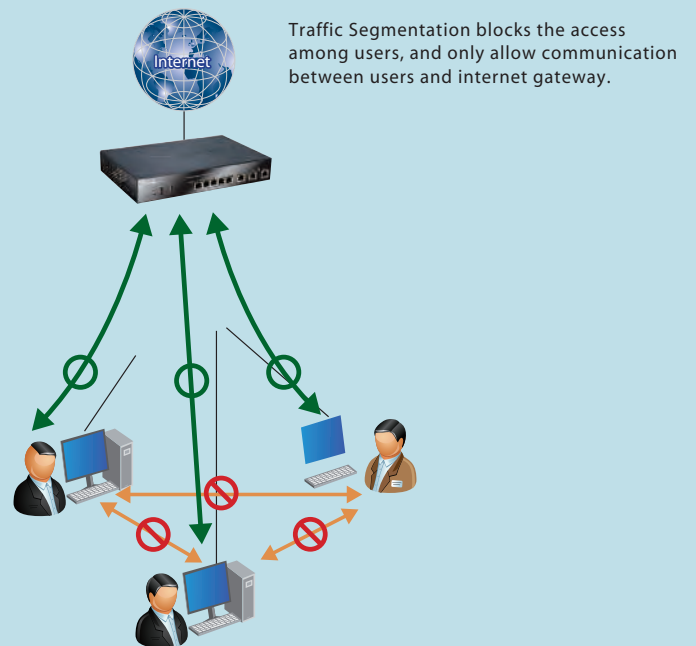 Traffic Segmentation blocks the access
among users, and only allow communication
between users and internet gateway.
Internet